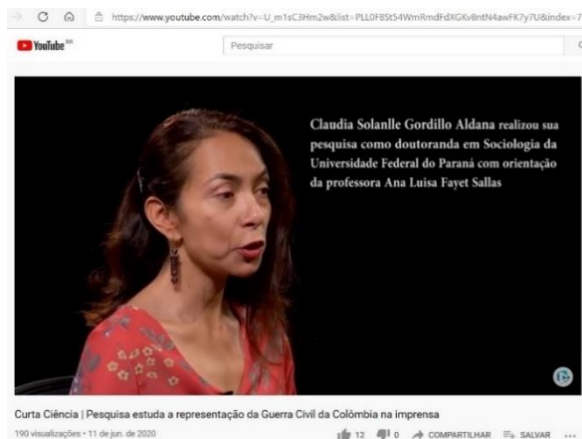 https://www.youtube.com/watch?v=U_m1sC3Hm2w&list=PLL0FBSt54WmRmdFdXGKv8ntN4awFK7y7U&index=7
YouTube BR
Pesquisar
Claudia Solanlle Gordillo Aldana realizou sua
pesquisa como doutoranda em Sociologia da
Universidade Federal do Paraná com orientação
da professora Ana Luisa Fayet Sallas
Curta Ciência | Pesquisa estuda a representação da Guerra Civil da Colômbia na imprensa
190 visualizações • 11 de jun. de 2020
12 0 COMPARTILHAR SALVAR ...